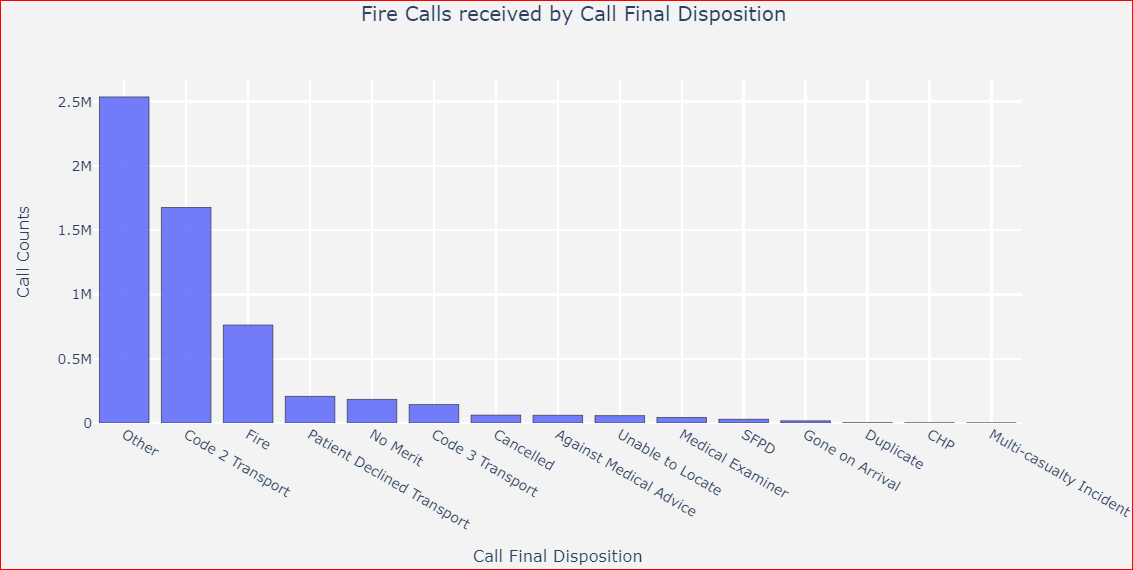 Fire Calls received by Call Final Disposition
2.5M
2M
1.5M
1M
0.5M
0
Call Counts
Other
Code 2 Transport
Fire
Patient Declined Transport
No Merit
Code 3 Transport
Cancelled
Against Medical Advice
Unable to Locate
Medical Examiner
SFPD
Gone on Arrival
Duplicate
CHP
Multi-casualty Incident
Call Final Disposition